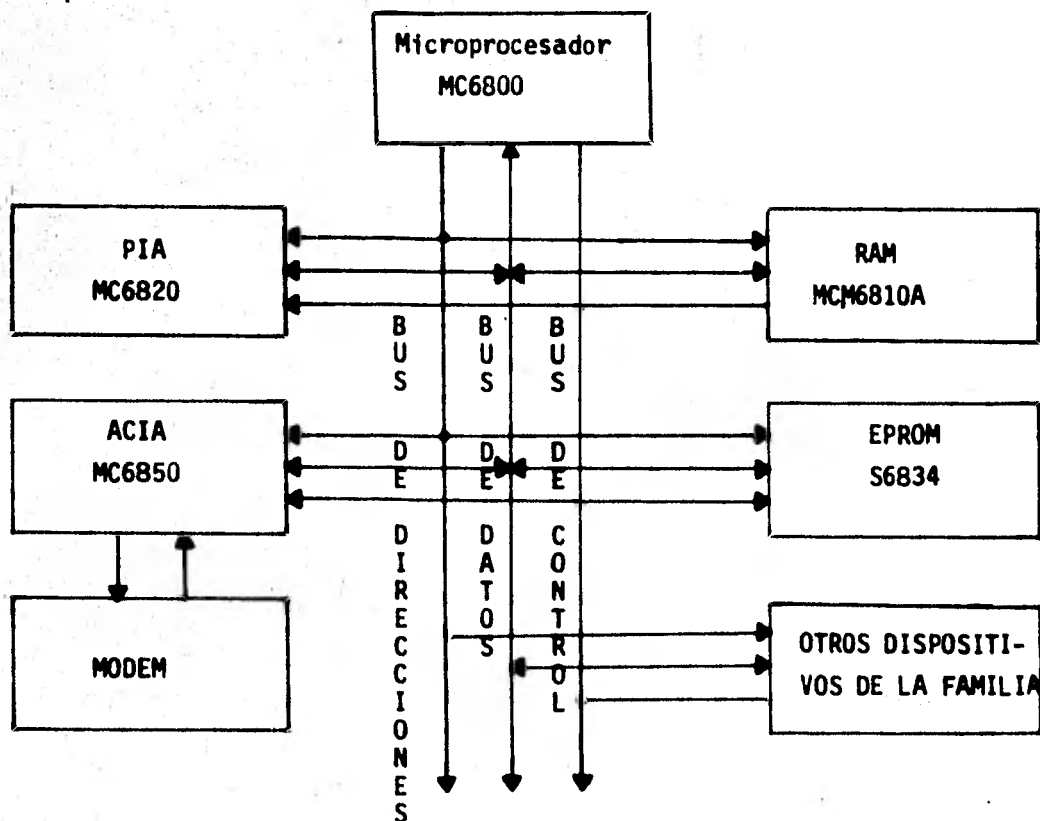 Microprocesador
MC6800
PIA
MC6820
RAM
MCM6810A
BUS DE DIRECCIONES
BUS DE DATOS
BUS DE CONTROL
ACIA
MC6850
EPROM
S6834
MODEM
OTROS DISPOSITI-
VOS DE LA FAMILIA